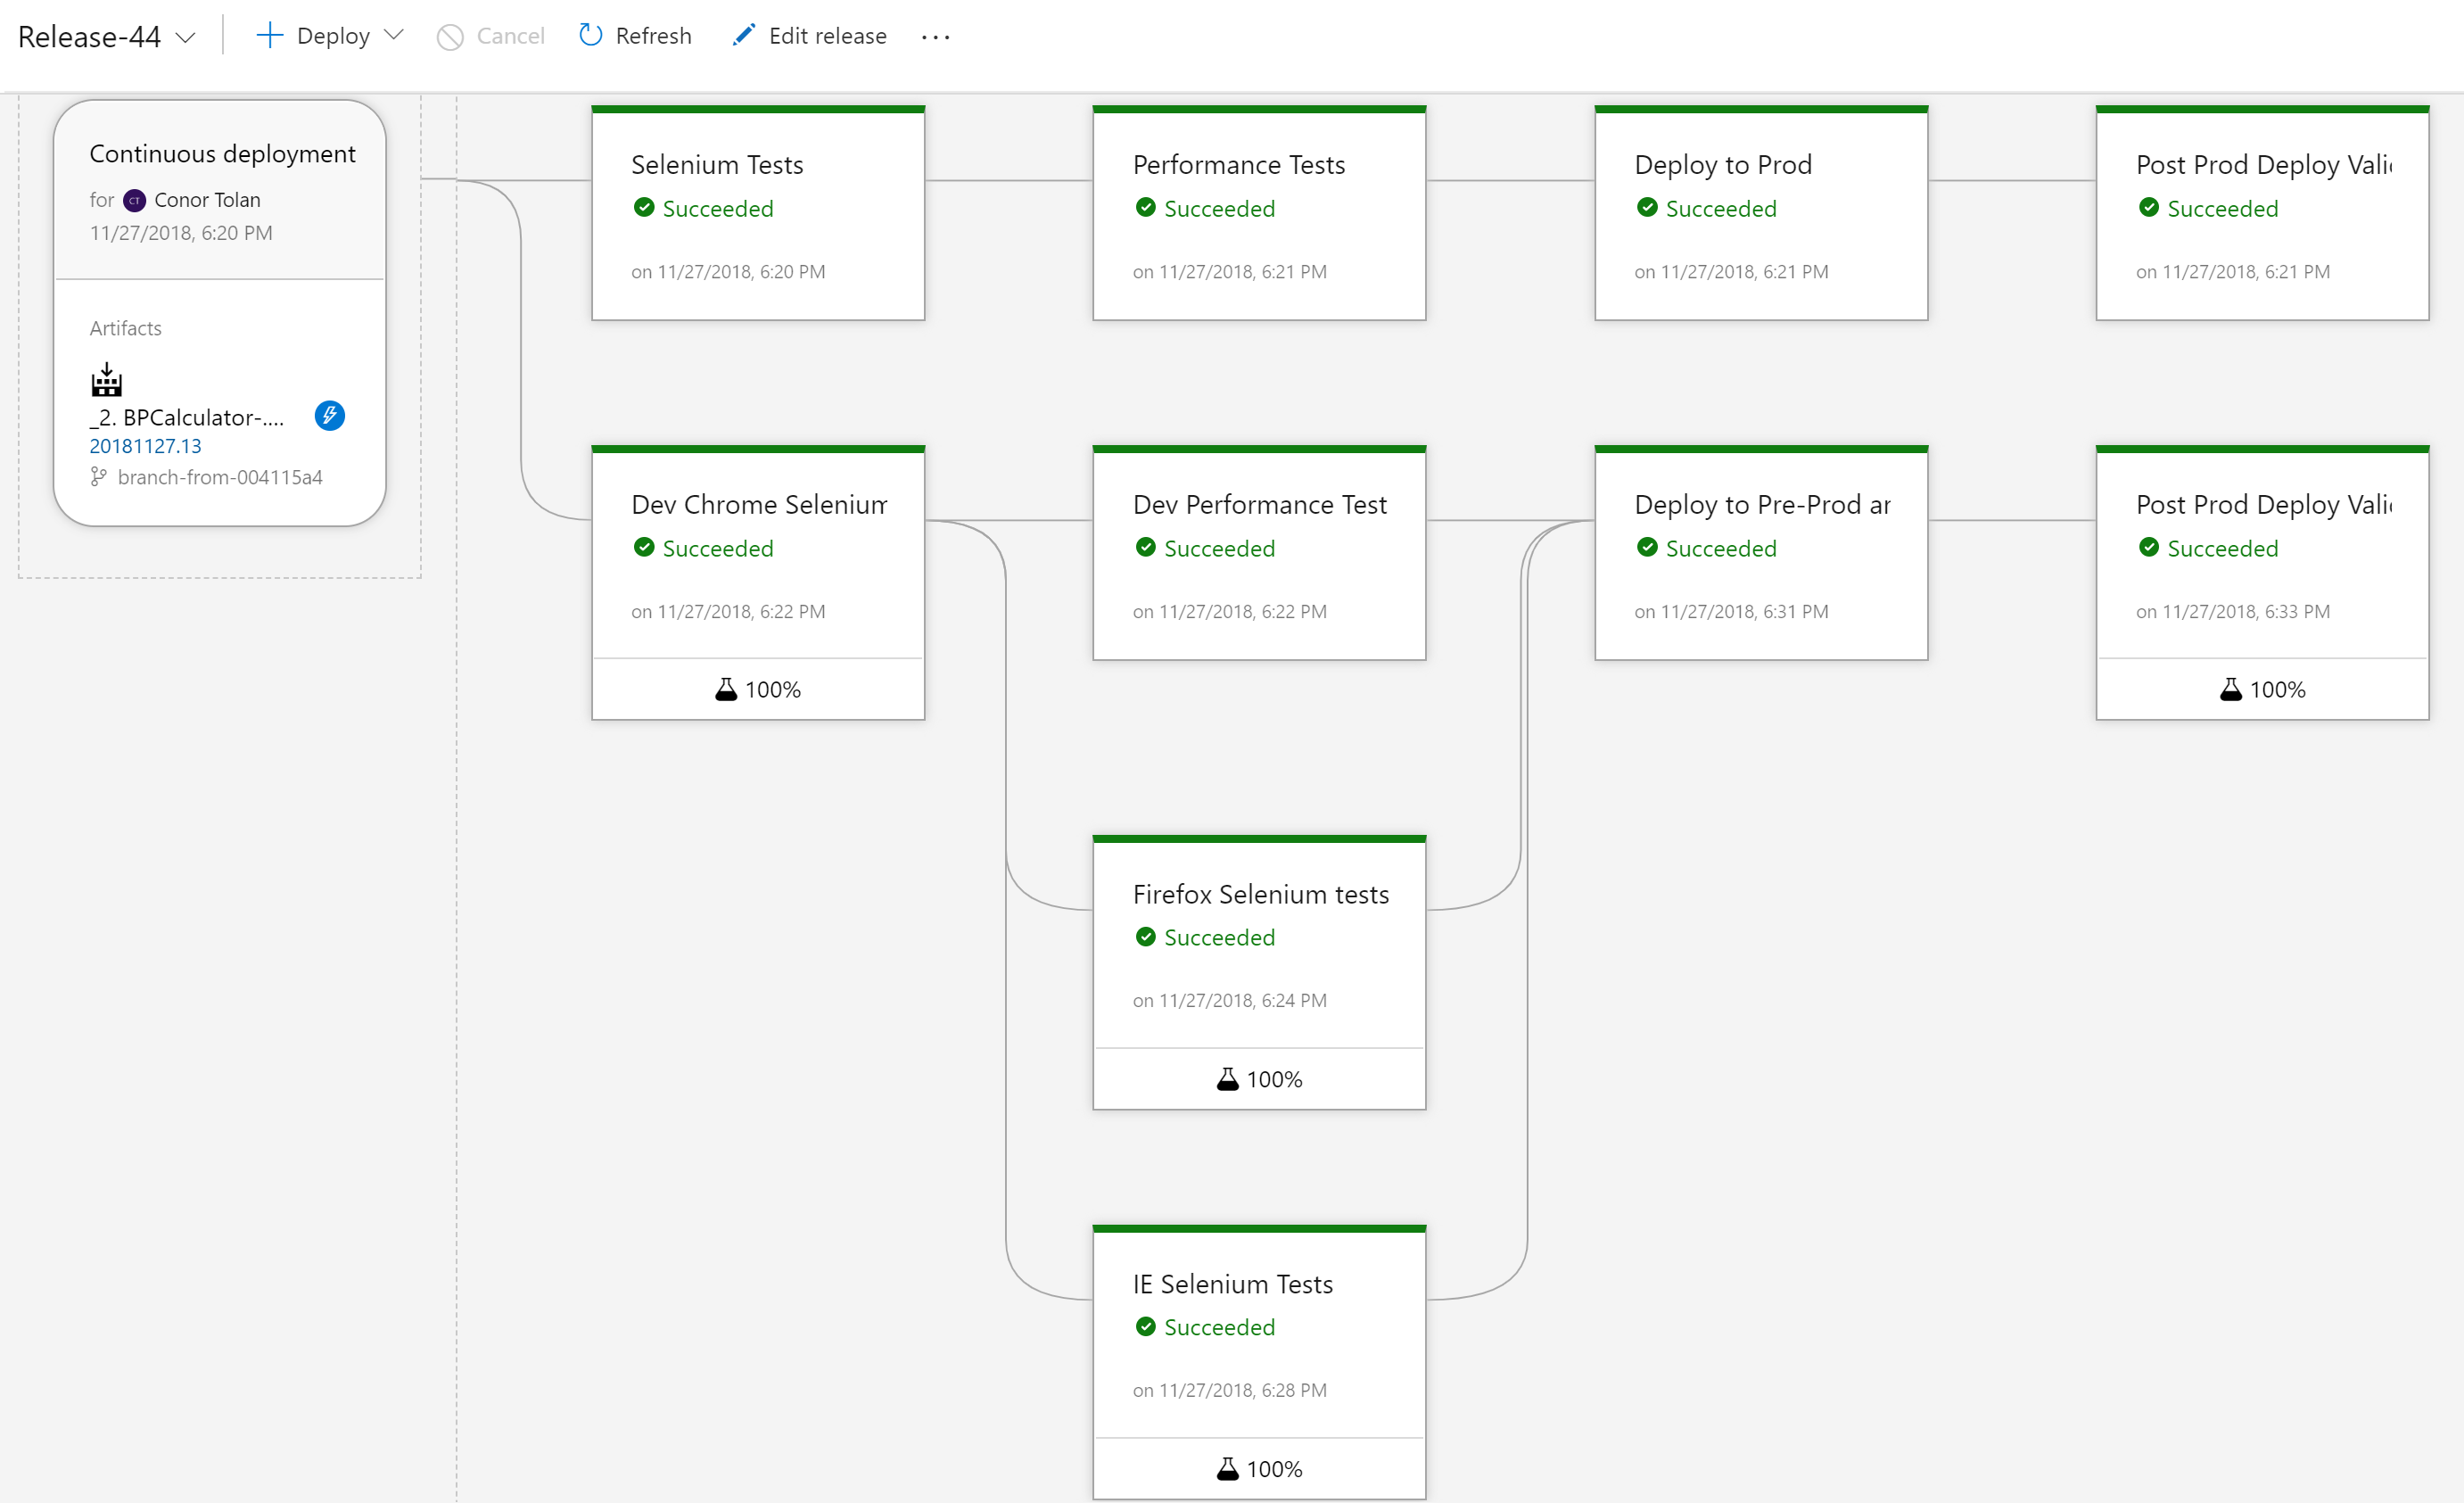 Release-44
Deploy
Cancel
Refresh
Edit release
Continuous deployment
for CT Conor Tolan
11/27/2018, 6:20 PM
Artifacts
_2. BPCalculator-....
20181127.13
branch-from-004115a4
Selenium Tests
Succeeded
on 11/27/2018, 6:20 PM
Performance Tests
Succeeded
on 11/27/2018, 6:21 PM
Deploy to Prod
Succeeded
on 11/27/2018, 6:21 PM
Post Prod Deploy Vali
Succeeded
on 11/27/2018, 6:21 PM
Dev Chrome Selenium
Succeeded
on 11/27/2018, 6:22 PM
100%
Dev Performance Test
Succeeded
on 11/27/2018, 6:22 PM
Deploy to Pre-Prod ar
Succeeded
on 11/27/2018, 6:31 PM
Post Prod Deploy Vali
Succeeded
on 11/27/2018, 6:33 PM
100%
Firefox Selenium tests
Succeeded
on 11/27/2018, 6:24 PM
100%
IE Selenium Tests
Succeeded
on 11/27/2018, 6:28 PM
100%